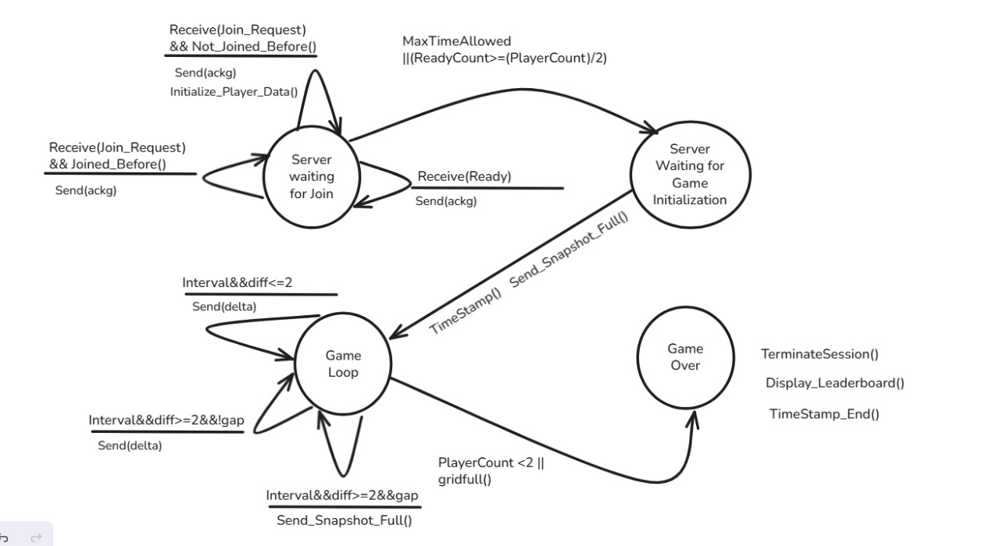 Receive(Join_Request)
&& Not_Joined_Before()
Send(ackg)
Initialize_Player_Data()
MaxTimeAllowed
||(ReadyCount>=(PlayerCount)/2)
Receive(Join_Request)
&& Joined_Before()
Send(ackg)
Server
waiting
for Join
Receive(Ready)
Send(ackg)
Server
Waiting for
Game
Initialization
TimeStamp() Send_Snapshot_Full()
Interval&&diff<=2
Send(delta)
Game
Loop
Game
Over
TerminateSession()
Display_Leaderboard()
TimeStamp_End()
Interval&&diff>=2&&!gap
Send(delta)
PlayerCount <2 ||
gridfull()
Interval&&diff>=2&&gap
Send_Snapshot_Full()